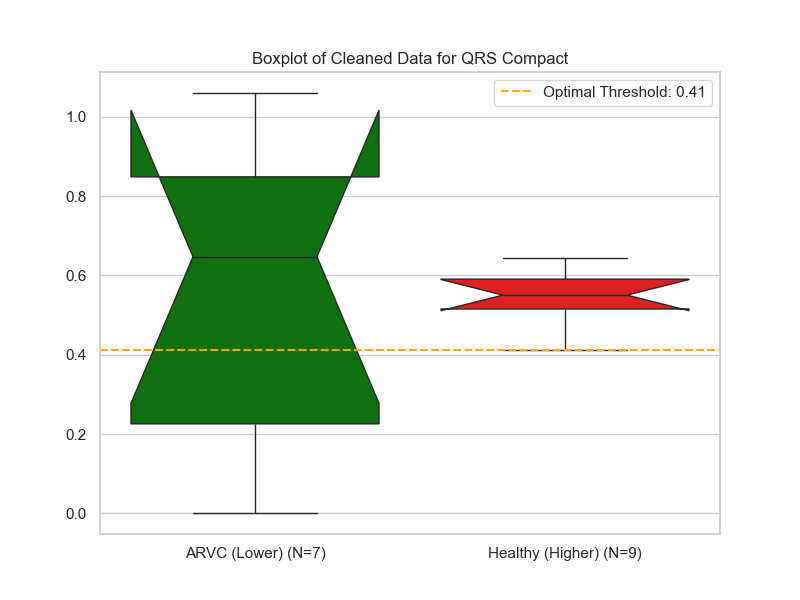 Boxplot of Cleaned Data for QRS Compact
Optimal Threshold: 0.41
1.0
0.8
0.6
0.4
0.2
0.0
ARVC (Lower) (N=7)
Healthy (Higher) (N=9)